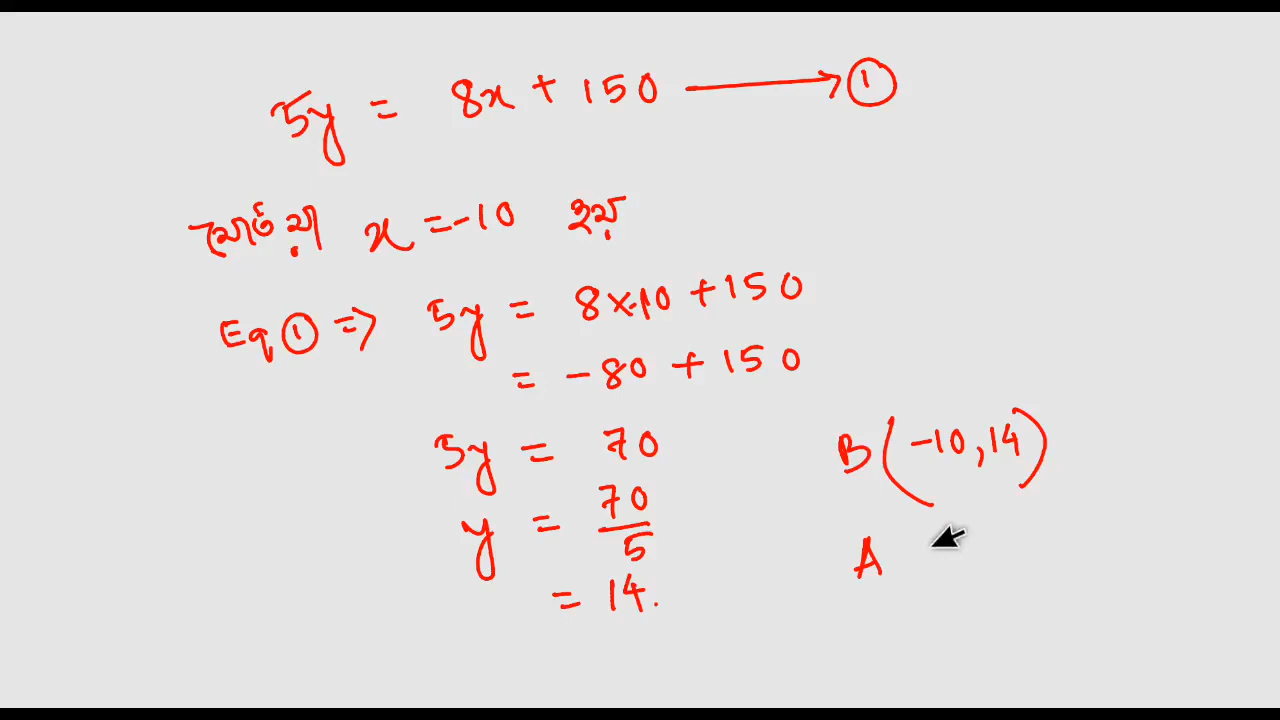 5y = 8x + 150 ⟶ ①
x = -10 হয়
Eq ① ⇒ 5y = 8×-10 + 150
= -80 + 150
5y = 70
y = 70/5
= 14.
B(-10, 14)
A